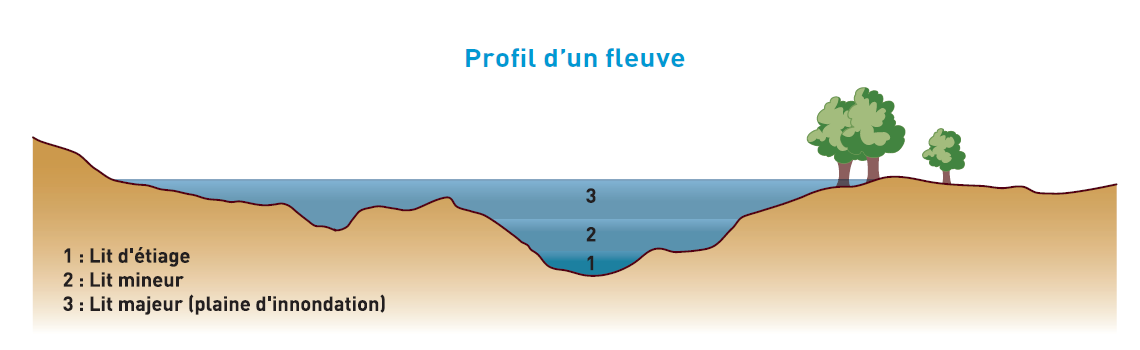 Profil d’un fleuve
3
2
1
1 : Lit d'étiage
2 : Lit mineur
3 : Lit majeur (plaine d'innondation)